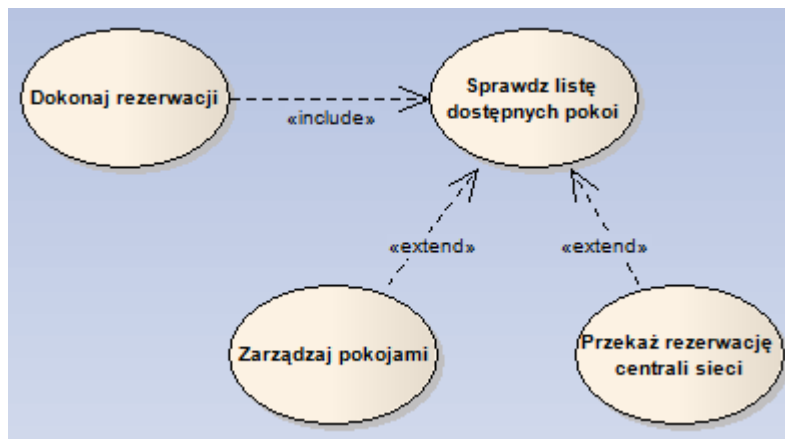 Dokonaj rezerwacji
«include»
Sprawdz listę
dostępnych pokoi
«extend»
«extend»
Zarządzaj pokojami
Przekaż rezerwację
centrali sieci